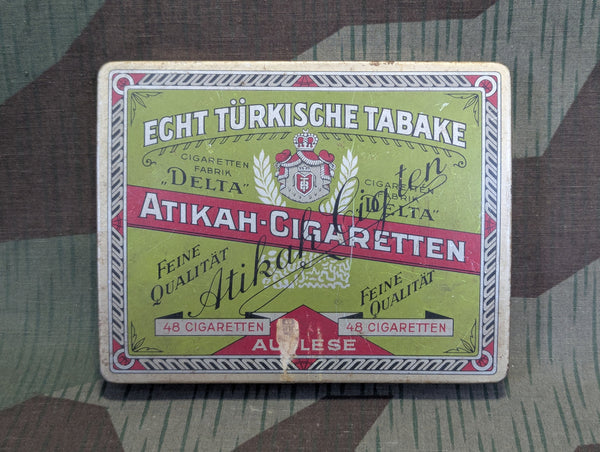 ECHT TÜRKISCHE TABAKE
CIGARETTEN
FABRIK
„DELTA"
CIGARETTEN
FABRIK
„DELTA"
ATIKAH-CIGARETTEN
Atikah Cigten
FEINE
QUALITÄT
FEINE
QUALITÄT
48 CIGARETTEN
48 CIGARETTEN
AUSLESE